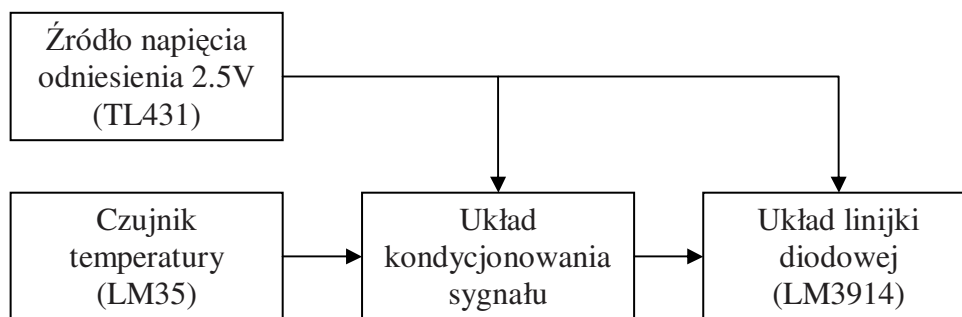 Źródło napięcia
odniesienia 2.5V
(TL431)
Czujnik
temperatury
(LM35)
Układ
kondycjonowania
sygnału
Układ linijki
diodowej
(LM3914)